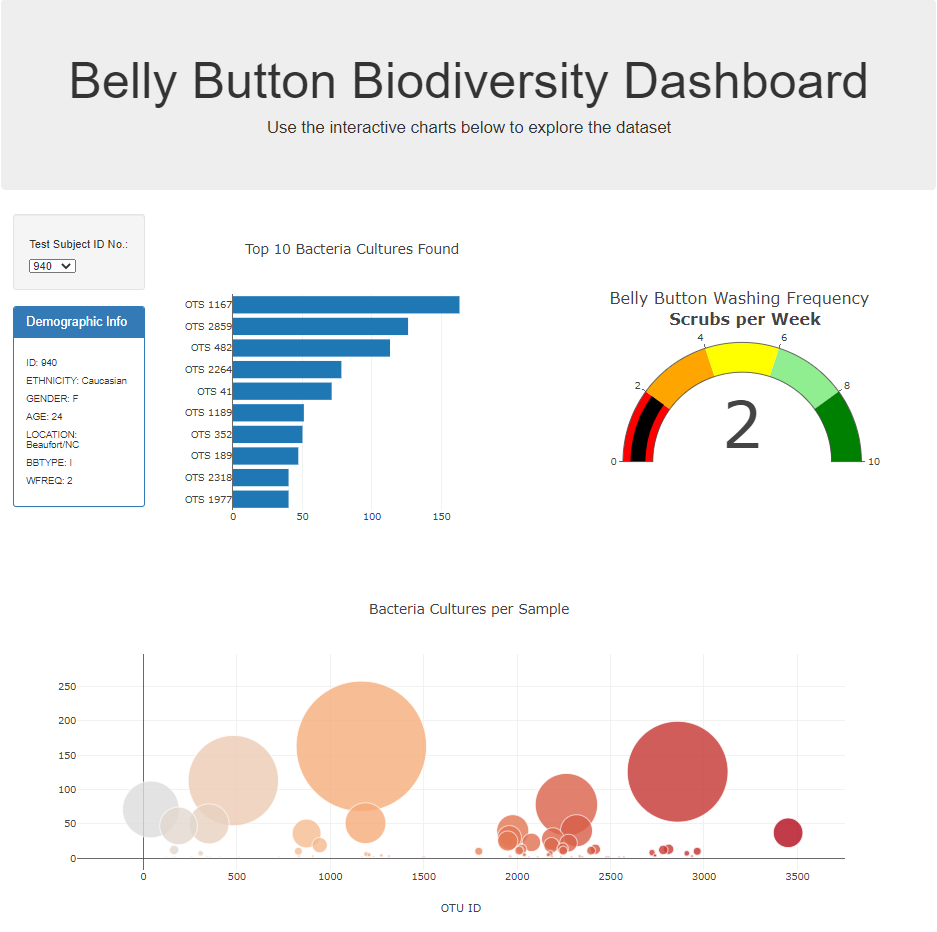 Belly Button Biodiversity Dashboard
Use the interactive charts below to explore the dataset
Test Subject ID No.:
940
Demographic Info
ID: 940
ETHNICITY: Caucasian
GENDER: F
AGE: 24
LOCATION:
Beaufort/NC
BBTYPE: I
WFREQ: 2
Top 10 Bacteria Cultures Found
OTS 1167
OTS 2859
OTS 482
OTS 2264
OTS 41
OTS 1189
OTS 352
OTS 189
OTS 2318
OTS 1977
0 50 100 150
Belly Button Washing Frequency
Scrubs per Week
0 2 4 6 8 10
2
Bacteria Cultures per Sample
250
200
150
100
50
0
0 500 1000 1500 2000 2500 3000 3500
OTU ID